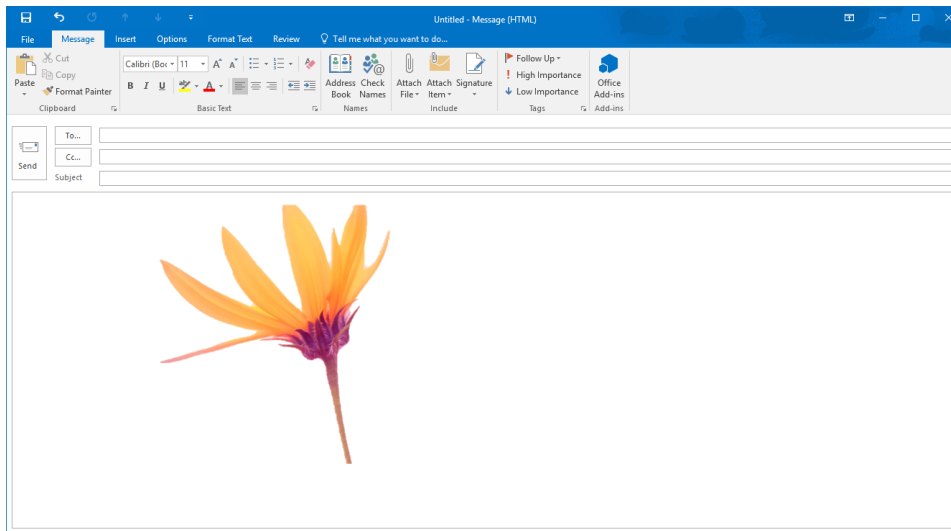 Untitled - Message (HTML)
File Message Insert Options Format Text Review Tell me what you want to do...
Paste
Cut
Copy
Format Painter
Clipboard
Calibri (Boc 11 A A
B I U A
Basic Text
Address Book
Check Names
Names
Attach File
Attach Item
Signature
Include
Follow Up
High Importance
Low Importance
Tags
Office Add-ins
Add-ins
Send
To...
Cc...
Subject